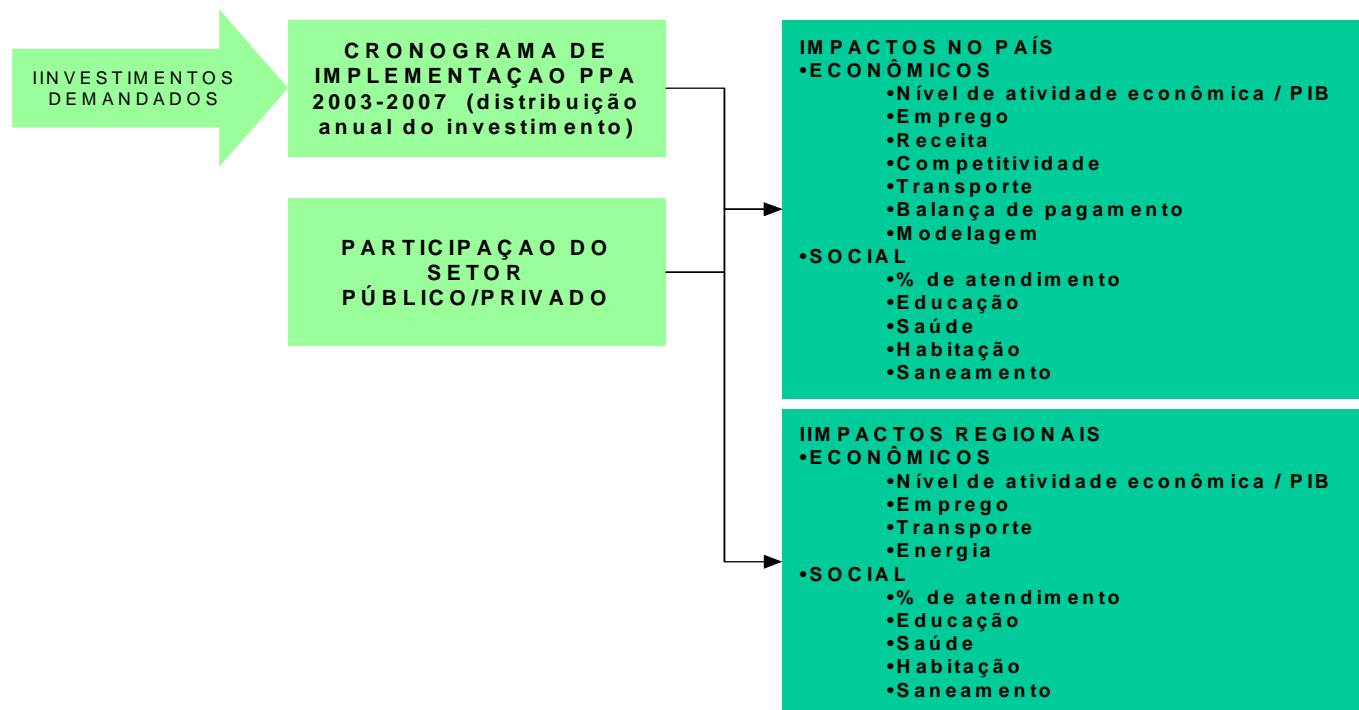 IINVESTIMENTOS
DEMANDADOS
CRONOGRAMA DE
IMPLEMENTAÇAO PPA
2003-2007 (distribuição
anual do investimento)
PARTICIPAÇAO DO
SETOR
PÚBLICO/PRIVADO
IMPACTOS NO PAÍS
•ECONÔMICOS
•Nível de atividade econômica / PIB
•Emprego
•Receita
•Competitividade
•Transporte
•Balança de pagamento
•Modelagem
•SOCIAL
•% de atendimento
•Educação
•Saúde
•Habitação
•Saneamento
IIMPACTOS REGIONAIS
•ECONÔMICOS
•Nível de atividade econômica / PIB
•Emprego
•Transporte
•Energia
•SOCIAL
•% de atendimento
•Educação
•Saúde
•Habitação
•Saneamento